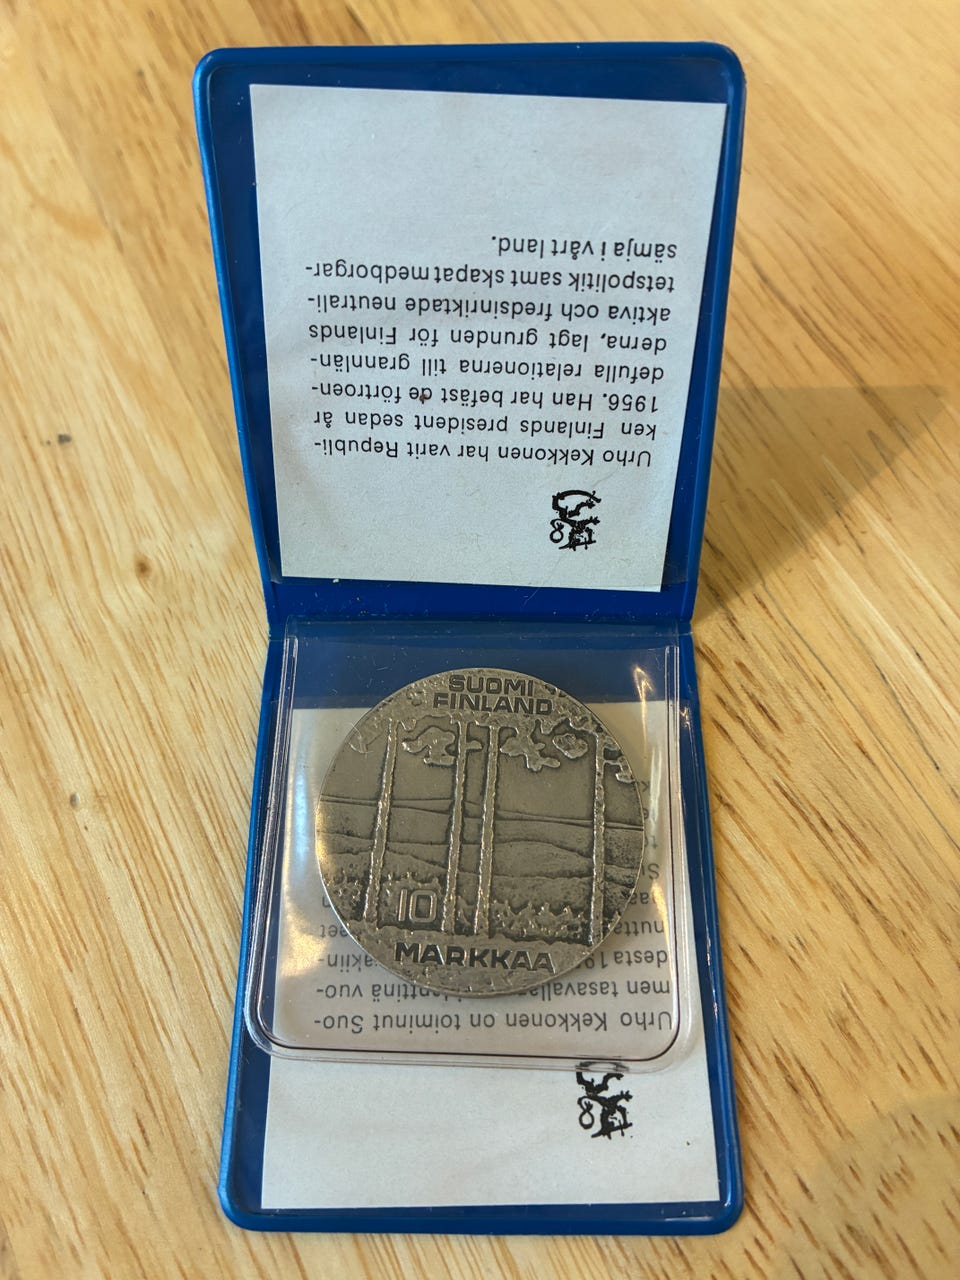 Urho Kekkonen har varit Republi-
ken Finlands president sedan år
1956. Han har befäst de förtroen-
defulla relationerna till grannlän-
derna, lagt grunden för Finlands
aktiva och fredsinriktade neutrali-
tetspolitik samt skapat medborgar-
sämja i vårt land.
SUOMI
FINLAND
10
MARKKAA
Urho Kekkonen on toiminut Suo-
men vuo-
desta